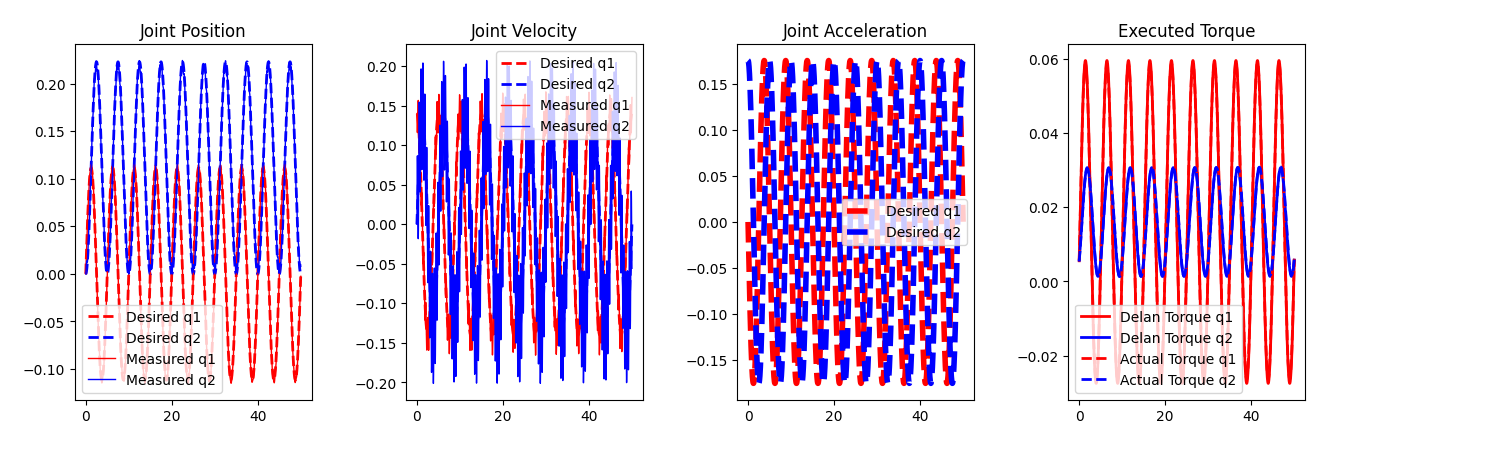 Joint Position
0.20
0.15
0.10
0.05
0.00
−0.05
−0.10
Desired q1
Desired q2
Measured q1
Measured q2
0
20
40
Joint Velocity
0.20
0.15
0.10
0.05
0.00
−0.05
−0.10
−0.15
−0.20
Desired q1
Desired q2
Measured q1
Measured q2
0
20
40
Joint Acceleration
0.15
0.10
0.05
0.00
−0.05
−0.10
−0.15
Desired q1
Desired q2
0
20
40
Executed Torque
0.06
0.04
0.02
0.00
−0.02
Delan Torque q1
Delan Torque q2
Actual Torque q1
Actual Torque q2
0
20
40